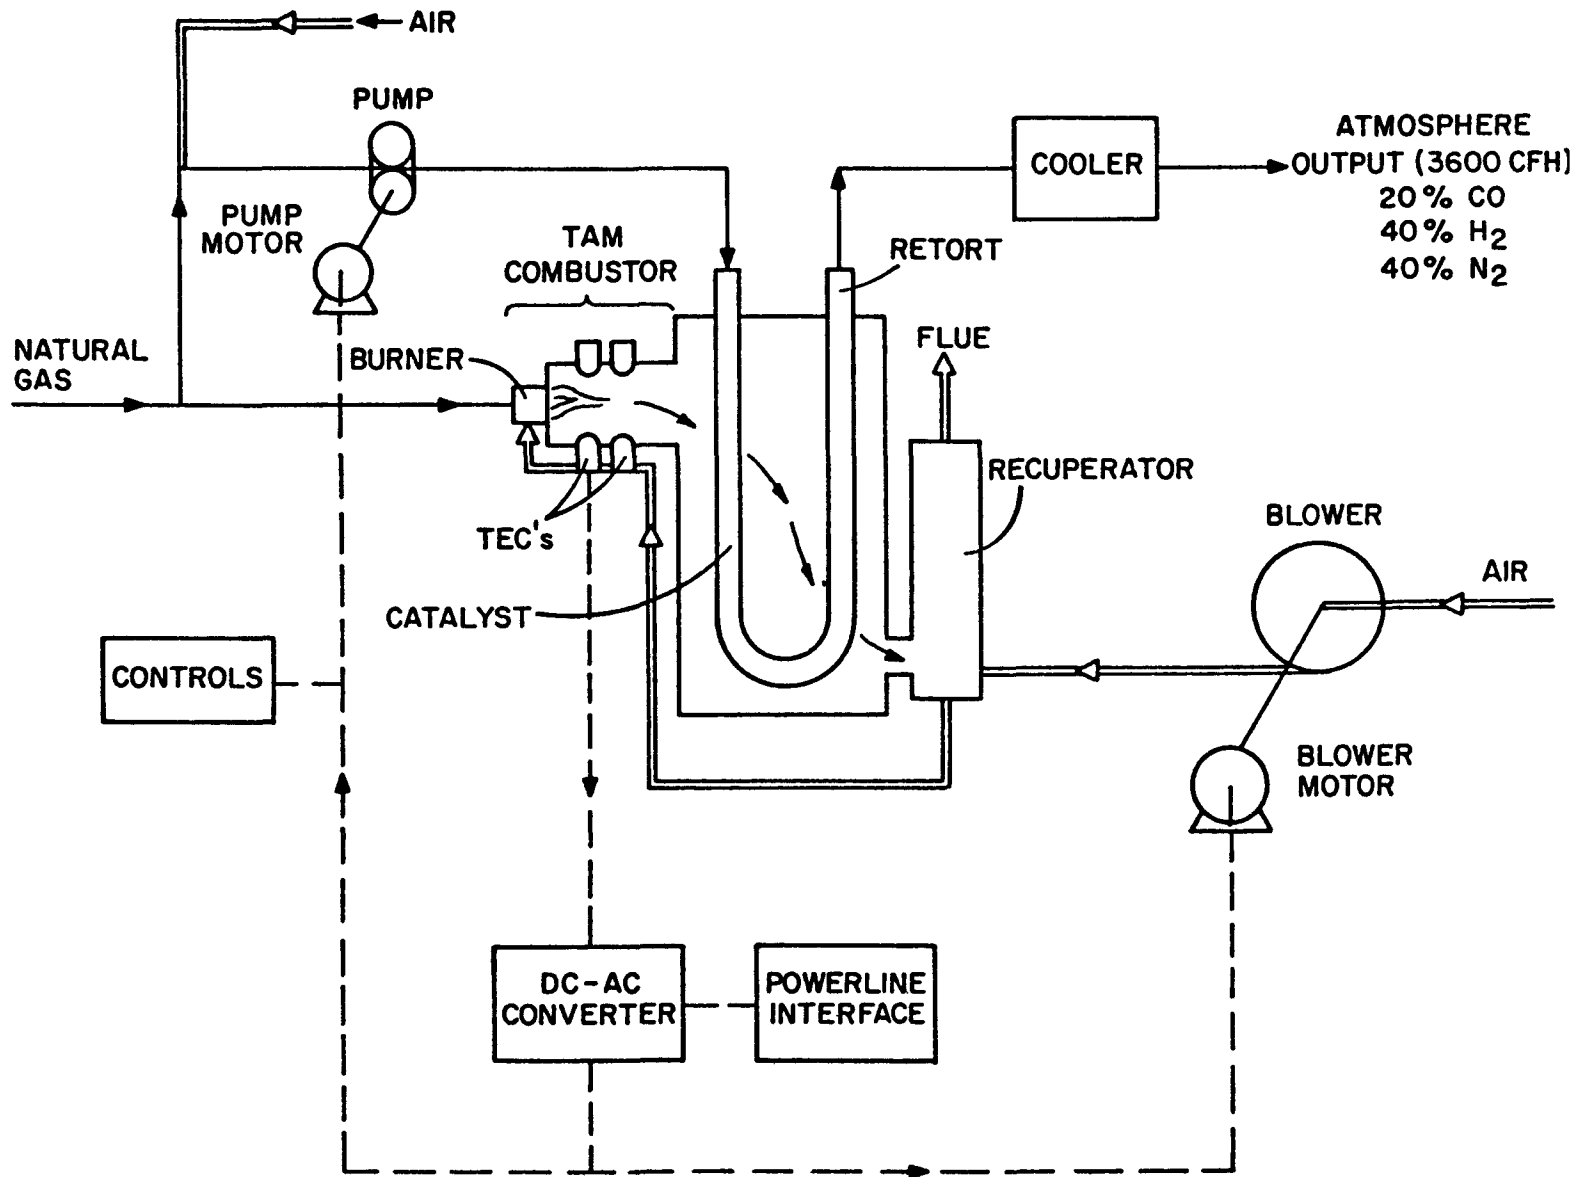 AIR
PUMP
PUMP
MOTOR
TAM
COMBUSTOR
COOLER
ATMOSPHERE
OUTPUT (3600 CFH)
20% CO
40% H2
40% N2
RETORT
NATURAL
GAS
BURNER
FLUE
TEC's
RECUPERATOR
BLOWER
AIR
CATALYST
CONTROLS
BLOWER
MOTOR
DC-AC
CONVERTER
POWERLINE
INTERFACE